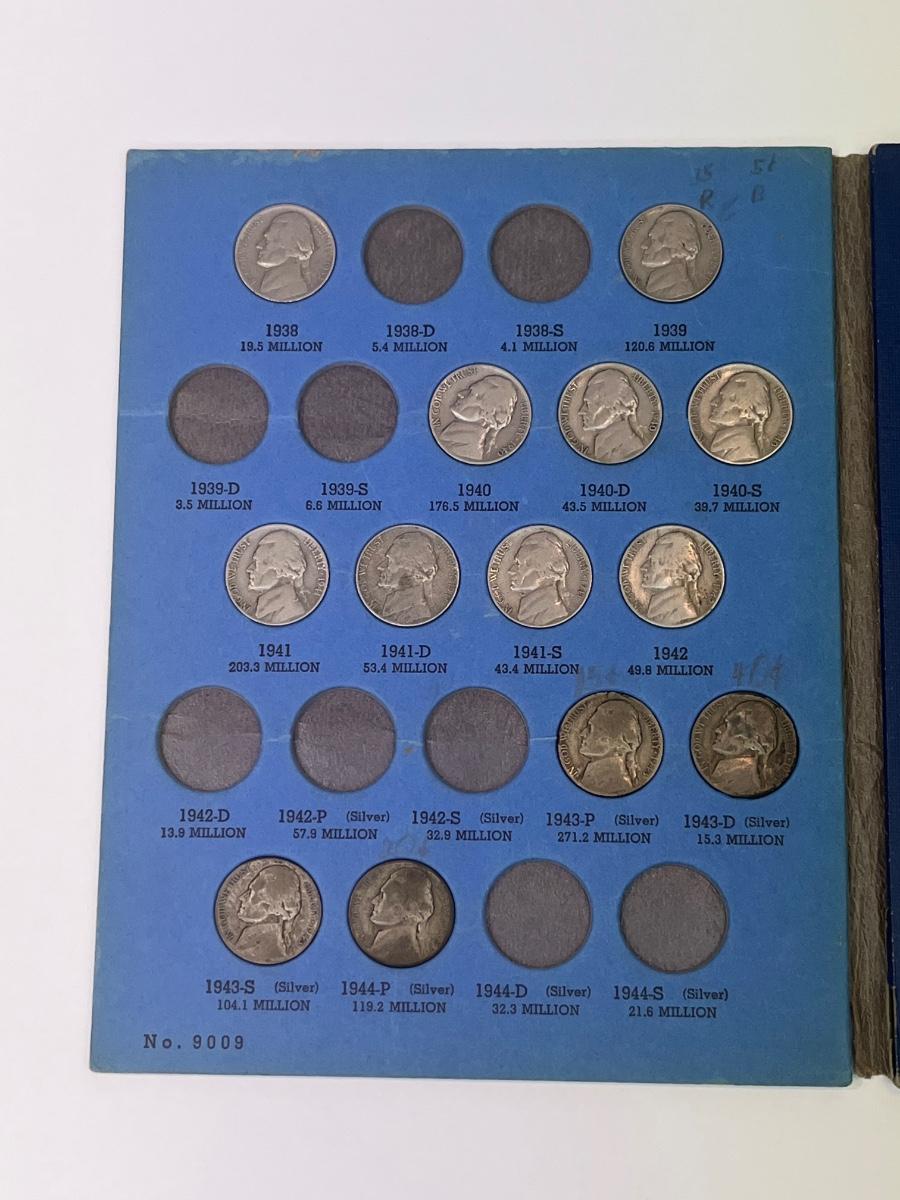 1938 1938-D 1938-S 1939
19.5 MILLION 5.4 MILLION 4.1 MILLION 120.6 MILLION
1939-D 1939-S 1940 1940-D 1940-S
3.5 MILLION 6.6 MILLION 176.5 MILLION 43.5 MILLION 39.7 MILLION
1941 1941-D 1941-S 1942
203.3 MILLION 53.4 MILLION 43.4 MILLION 49.8 MILLION
1942-D 1942-P (Silver) 1942-S (Silver) 1943-P (Silver) 1943-D (Silver)
13.9 MILLION 57.9 MILLION 32.9 MILLION 271.2 MILLION 15.3 MILLION
1943-S (Silver) 1944-P (Silver) 1944-D (Silver) 1944-S (Silver)
104.1 MILLION 119.2 MILLION 32.3 MILLION 21.6 MILLION
No. 9009